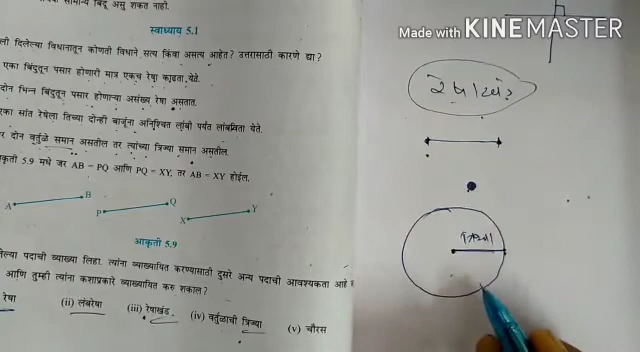 सामान्य बिंदू असु शकत नाही.
स्वाध्याय 5.1
ली दिलेल्या विधानातून कोणती विधाने सत्य किंवा असत्य आहेत? उत्तरासाठी कारणे द्या?
एका बिंदुतून पसार होणारी मात्र एकच रेषा काढता येते.
दोन भिन्न बिंदुतून पसार होणाऱ्या असंख्य रेषा असतात.
एका सांत रेषेला तिच्या दोन्ही बाजूंना अनिश्चित लांबी पर्यंत लांबविता येते.
र दोन वर्तुळे समान असतील तर त्यांच्या त्रिज्या समान असतील.
कृती 5.9 मधे जर AB = PQ आणि PQ = XY, तर AB = XY होईल.
A B P Q X Y
आकृती 5.9
लेल्या पदाची व्याख्या लिहा. त्यांना व्याख्यायित करण्यासाठी दुसरे अन्य पदाची आवश्यकता आहे
आणि तुम्ही त्यांना कशाप्रकारे व्याख्यायित करु शकाल?
रेषा (ii) लंबरेषा (iii) रेषाखंड (iv) वर्तुळाची त्रिज्या (v) चौरस
Made with KINEMASTER
रेषाखंड
त्रिज्या